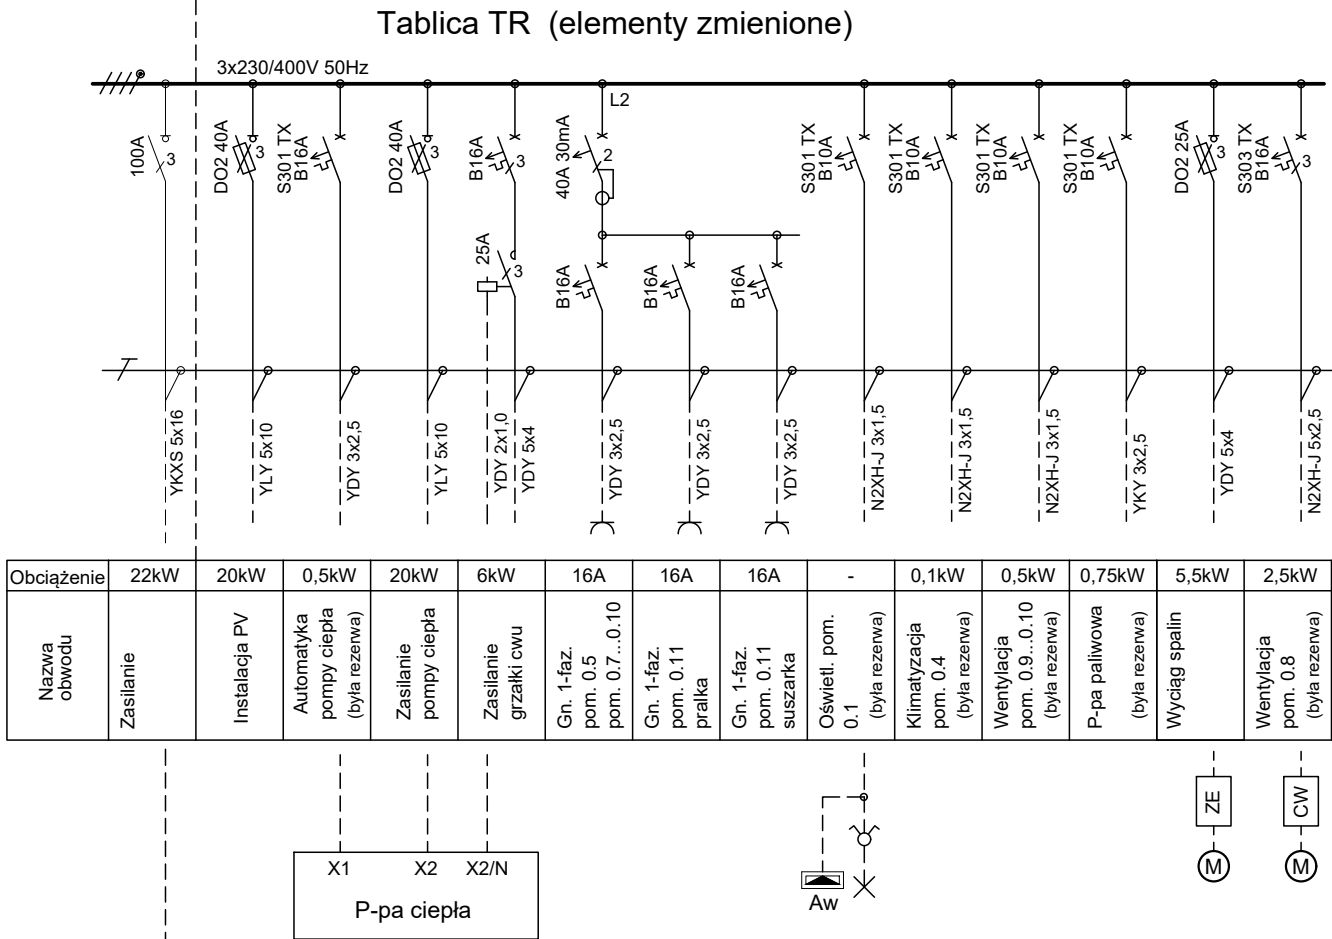 Tablica TR (elementy zmienione)
3x230/400V 50Hz
L2
100A
3
DO2 40A
3
S301 TX
B16A
DO2 40A
3
B16A
3
40A 30mA
2
S301 TX
B10A
S301 TX
B10A
S301 TX
B10A
S301 TX
B10A
DO2 25A
3
S303 TX
B16A
3
25A
3
B16A
B16A
B16A
YKXS 5x16
YLY 5x10
YDY 3x2,5
YLY 5x10
YDY 2x1,0
YDY 5x4
YDY 3x2,5
YDY 3x2,5
YDY 3x2,5
N2XH-J 3x1,5
N2XH-J 3x1,5
N2XH-J 3x1,5
YKY 3x2,5
YDY 5x4
N2XH-J 5x2,5
Obciążenie 22kW 20kW 0,5kW 20kW 6kW 16A 16A 16A - 0,1kW 0,5kW 0,75kW 5,5kW 2,5kW
Nazwa
obwodu
Zasilanie
Instalacja PV
Automatyka
pompy ciepła
(była rezerwa)
Zasilanie
pompy ciepła
Zasilanie
grzałki cwu
Gn. 1-faz.
pom. 0.5
pom. 0.7...0.10
Gn. 1-faz.
pom. 0.11
pralka
Gn. 1-faz.
pom. 0.11
suszarka
Oświetl. pom.
0.1
(była rezerwa)
Klimatyzacja
pom. 0.4
(była rezerwa)
Wentylacja
pom. 0.9...0.10
(była rezerwa)
P-pa paliwowa
(była rezerwa)
Wyciąg spalin
Wentylacja
pom. 0.8
(była rezerwa)
X1 X2 X2/N
P-pa ciepła
Aw
ZE
M
CW
M